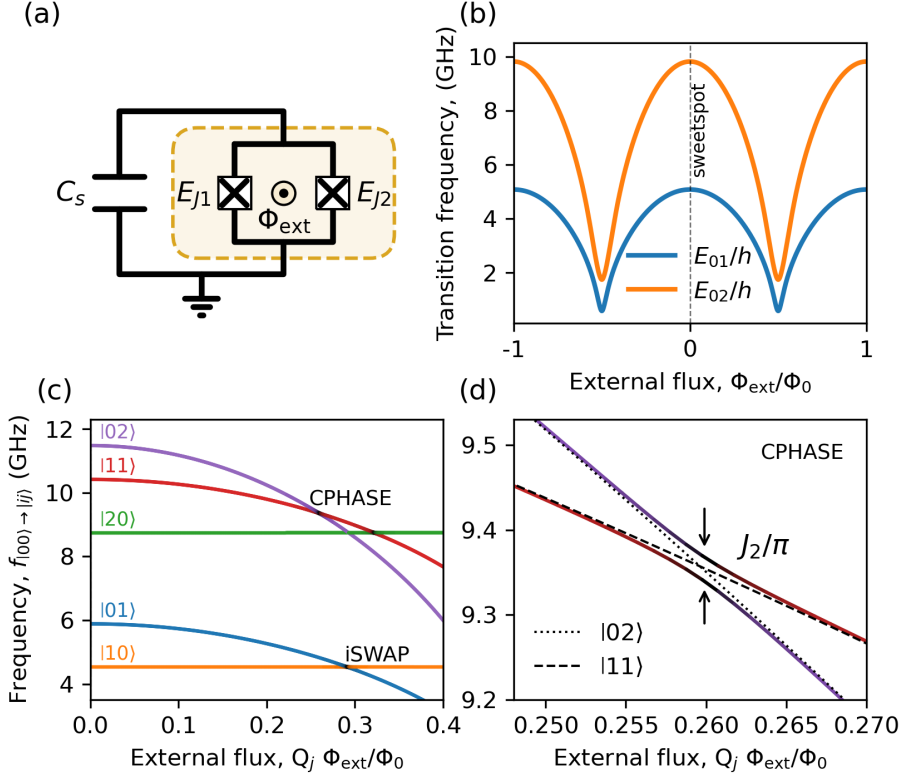 (a)
C_s
E_J1
Φ_ext
E_J2
(b)
Transition frequency, (GHz)
10
8
6
4
2
sweetspot
E_01/h
E_02/h
-1
0
1
External flux, Φ_ext/Φ_0
(c)
Frequency, f_|00⟩→|ij⟩ (GHz)
12
10
8
6
4
|02⟩
|11⟩
CPHASE
|20⟩
|01⟩
iSWAP
|10⟩
0.0
0.1
0.2
0.3
0.4
External flux, Q_j Φ_ext/Φ_0
(d)
9.5
9.4
9.3
9.2
CPHASE
J_2/π
|02⟩
|11⟩
0.250
0.255
0.260
0.265
0.270
External flux, Q_j Φ_ext/Φ_0